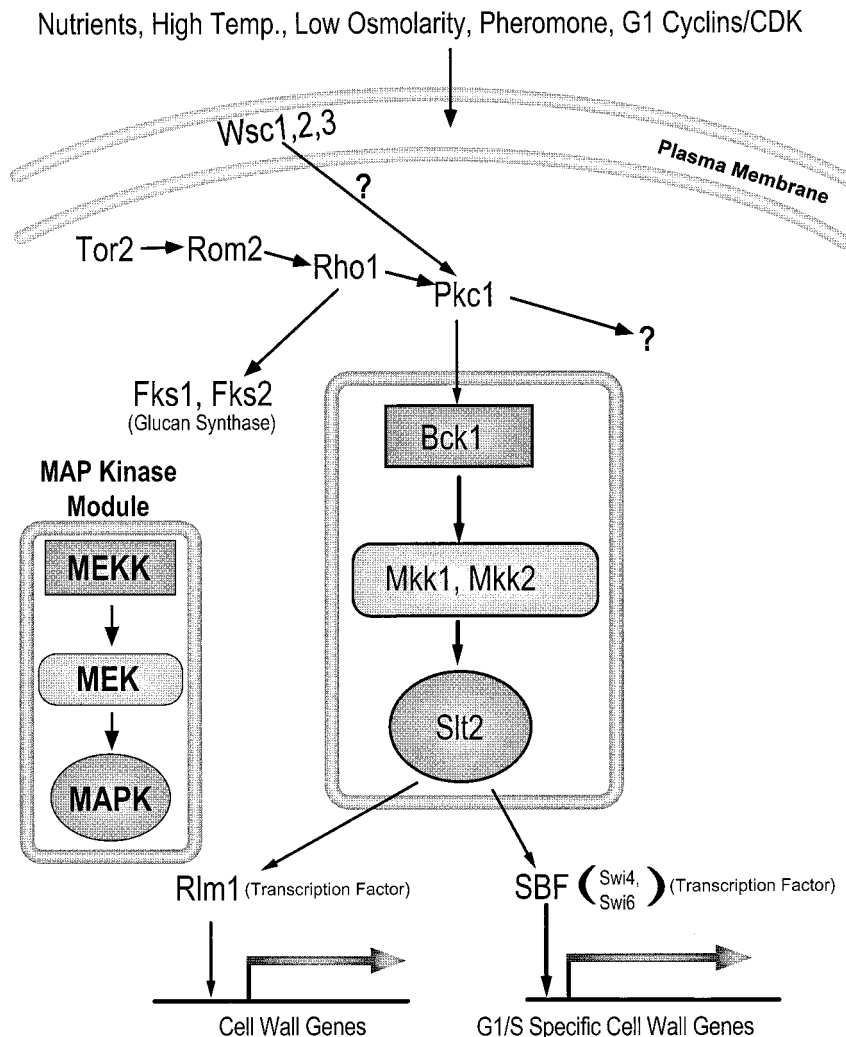 Nutrients, High Temp., Low Osmolarity, Pheromone, G1 Cyclins/CDK
Wsc1,2,3
Plasma Membrane
?
Tor2
Rom2
Rho1
Pkc1
?
Fks1, Fks2
(Glucan Synthase)
Bck1
MAP Kinase
Module
MEKK
Mkk1, Mkk2
MEK
Slt2
MAPK
Rlm1 (Transcription Factor)
SBF ( Swi4,
Swi6 ) (Transcription Factor)
Cell Wall Genes
G1/S Specific Cell Wall Genes